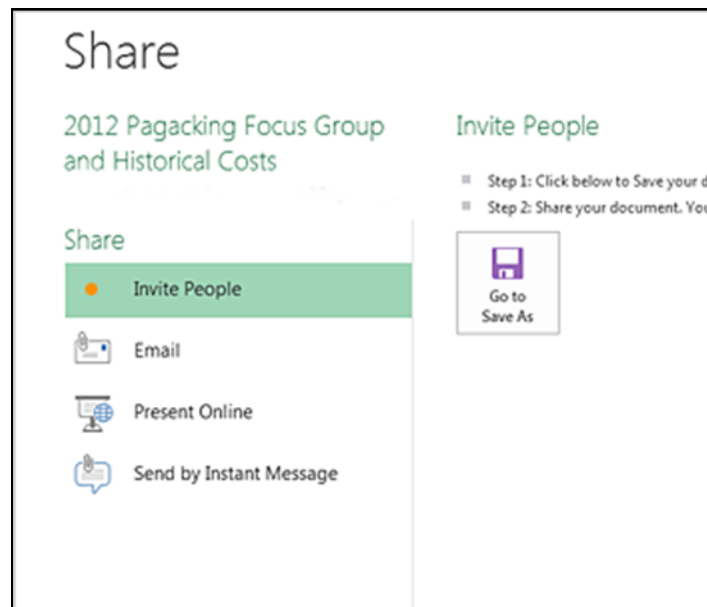 Share
2012 Pagacking Focus Group
and Historical Costs
Share
Invite People
Email
Present Online
Send by Instant Message
Invite People
Step 1: Click below to Save your
Step 2: Share your document.
Go to
Save As